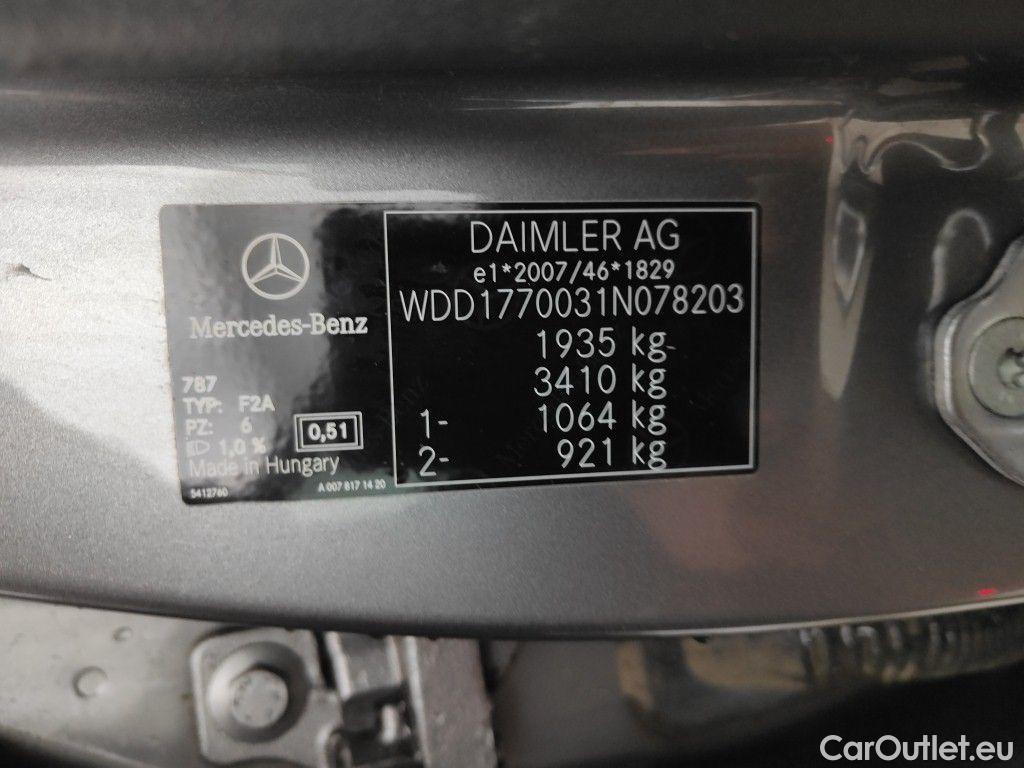 Mercedes-Benz
787
TYP: F2A
PZ: 6
1,0 %
0,51
Made in Hungary
5412760
A 007 817 14 20
DAIMLER AG
e1*2007/46*1829
WDD1770031N078203
1935 kg
3410 kg
1- 1064 kg
2- 921 kg
CarOutlet.eu